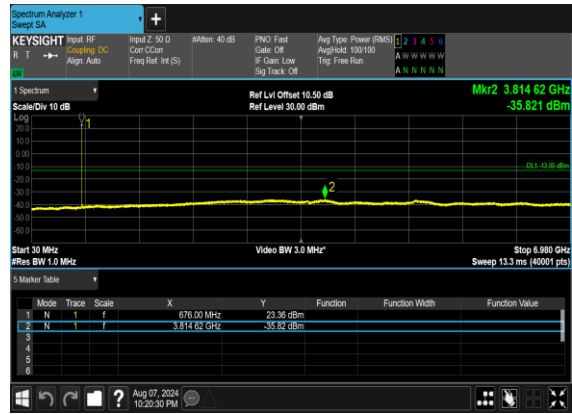 Spectrum Analyzer 1
Swept SA
KEYSIGHT Input: RF Input Z: 50 Ω #Atten: 40 dB PNO: Fast Avg Type: Power (RMS) 1 2 3 4 5 6
R T Coupling: DC Corr CCorr Gate: Off Avg|Hold: 100/100 A W W W W W
Align: Auto Freq Ref: Int (S) IF Gain: Low Trig: Free Run
Sig Track: Off A N N N N N
1 Spectrum
Scale/Div 10 dB Ref Lvl Offset 10.50 dB Mkr2 3.814 62 GHz
Ref Level 30.00 dBm -35.821 dBm
Log
20.0
10.0
0.00
-10.0
DL1 -13.00 dBm
-20.0
-30.0
-40.0
-50.0
-60.0
1
2
Start 30 MHz Video BW 3.0 MHz* Stop 6.980 GHz
#Res BW 1.0 MHz Sweep 13.3 ms (40001 pts)
5 Marker Table
Mode Trace Scale X Y Function Function Width Function Value
1 N 1 f 676.00 MHz 23.36 dBm
2 N 1 f 3.814 62 GHz -35.82 dBm
3
4
5
6
? Aug 07, 2024
10:20:30 PM